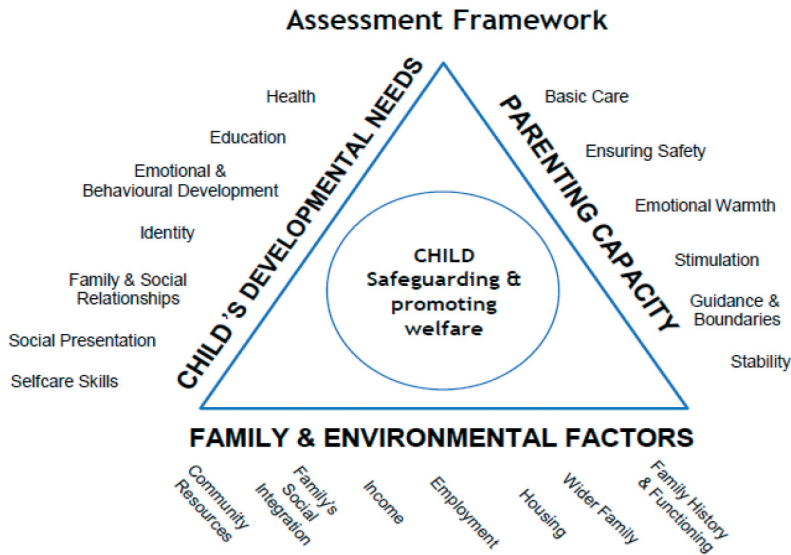 Assessment Framework
CHILD'S DEVELOPMENTAL NEEDS
Health
Education
Emotional &
Behavioural Development
Identity
Family & Social
Relationships
Social Presentation
Selfcare Skills
PARENTING CAPACITY
Basic Care
Ensuring Safety
Emotional Warmth
Stimulation
Guidance &
Boundaries
Stability
CHILD
Safeguarding &
promoting
welfare
FAMILY & ENVIRONMENTAL FACTORS
Community
Resources
Family's
Social
Integration
Income
Employment
Housing
Wider Family
Family History
& Functioning